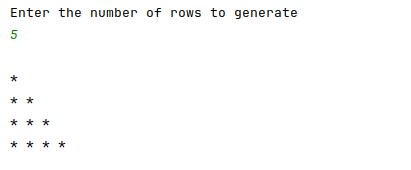 Enter the number of rows to generate
5
*
* *
* * *
* * * *